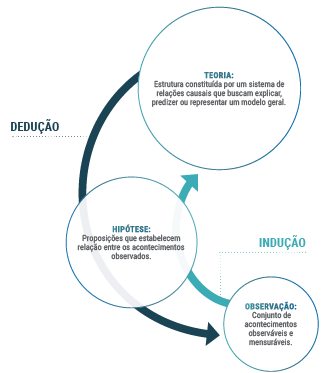 TEORIA:
Estrutura constituída por um sistema de
relações causais que buscam explicar,
predizer ou representar um modelo geral.
DEDUÇÃO
HIPÓTESE:
Proposições que estabelecem
relação entre os acontecimentos
observados.
INDUÇÃO
OBSERVAÇÃO:
Conjunto de
acontecimentos
observáveis e
mensuráveis.